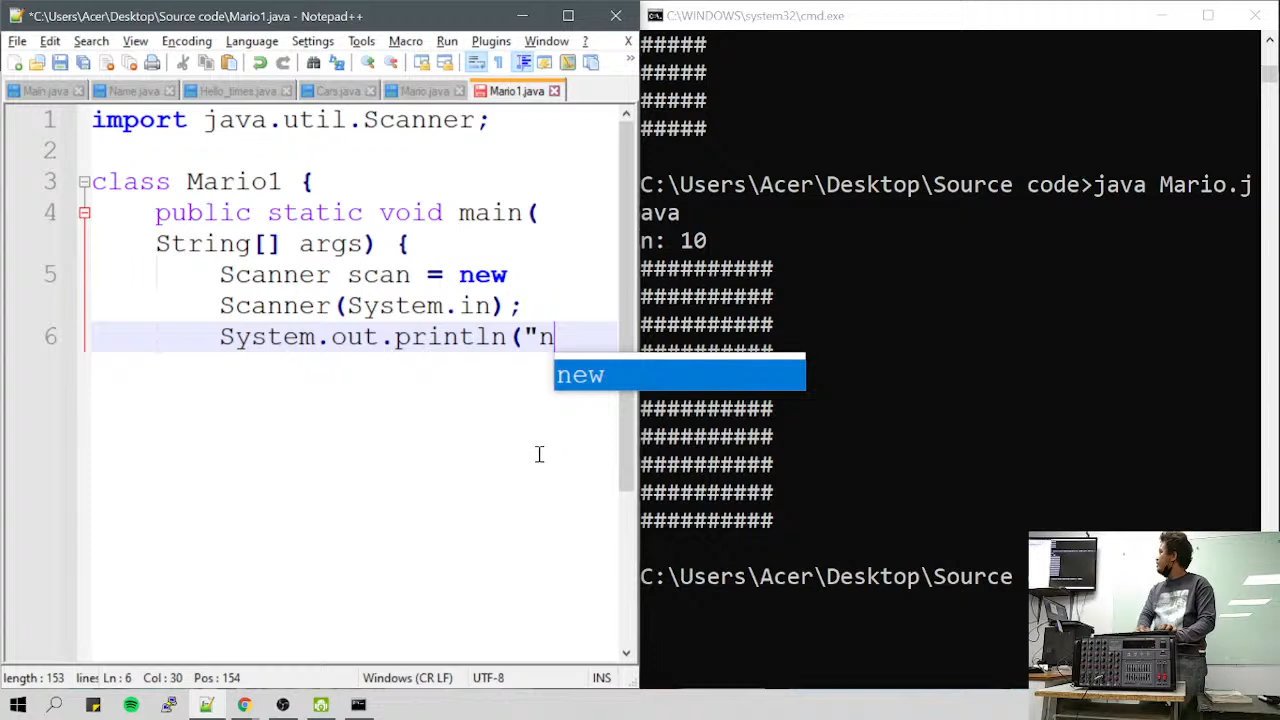 *C:\Users\Acer\Desktop\Source code\Mario1.java - Notepad++
File Edit Search View Encoding Language Settings Tools Macro Run Plugins Window ? X
Main.java Name.java Hello_times.java Cars.java Mario.java Mario1.java
1 import java.util.Scanner;
2
3 class Mario1 {
4 public static void main(
String[] args) {
5 Scanner scan = new
Scanner(System.in);
6 System.out.println("n
new
length : 153 lines Ln : 6 Col : 30 Pos : 154 Windows (CR LF) UTF-8 INS
C:\WINDOWS\system32\cmd.exe
#####
#####
#####
#####
C:\Users\Acer\Desktop\Source code>java Mario.j
ava
n: 10
##########
##########
##########
##########
##########
##########
##########
##########
##########
C:\Users\Acer\Desktop\Source